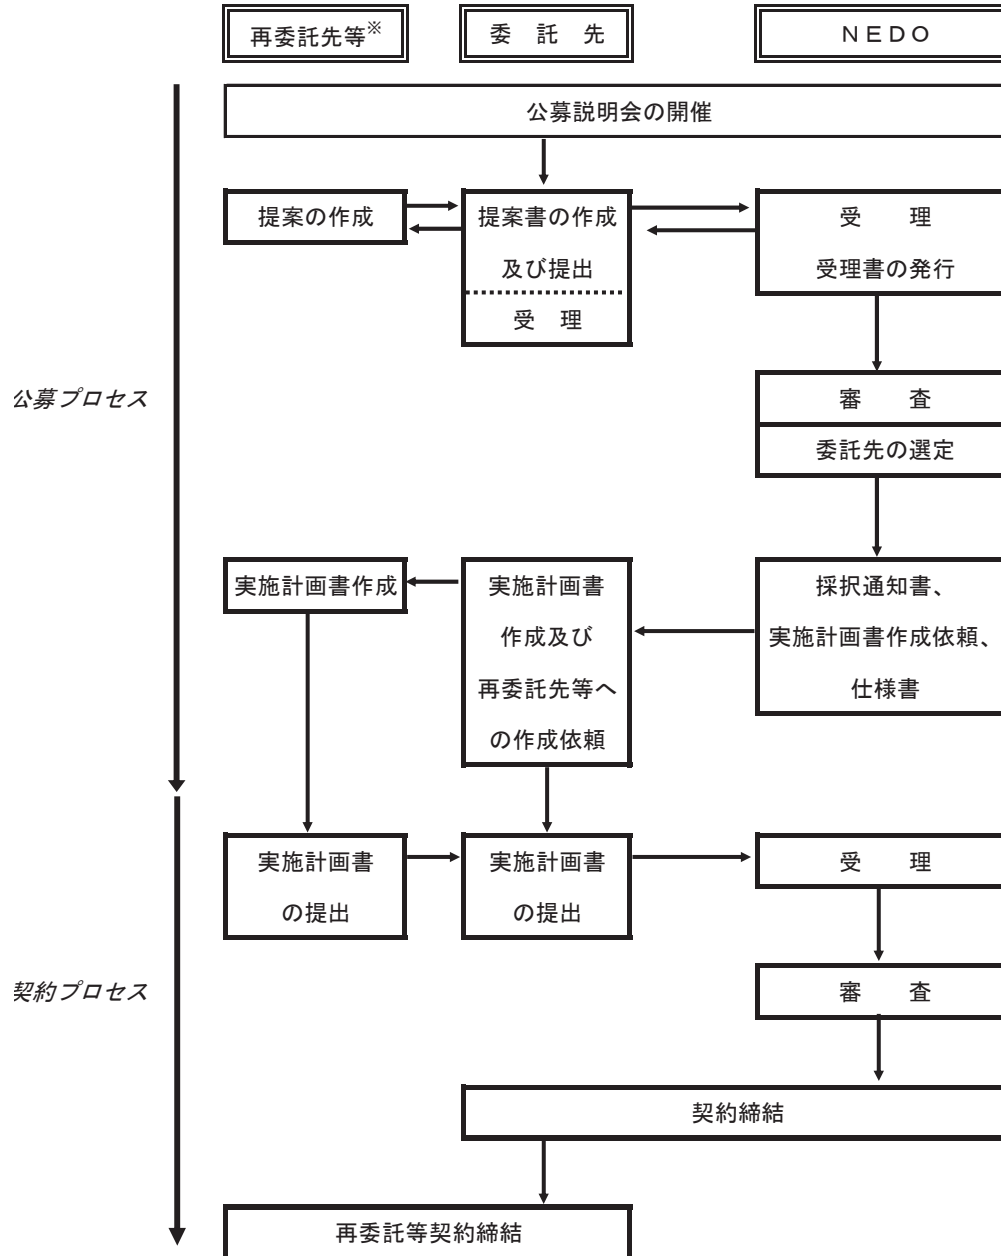 再委託先等※
委 託 先
ＮＥＤＯ
公募説明会の開催
提案の作成
提案書の作成
及び提出
受 理
受 理
受理書の発行
公募プロセス
審 査
委託先の選定
実施計画書作成
実施計画書
作成及び
再委託先等へ
の作成依頼
採択通知書、
実施計画書作成依頼、
仕様書
実施計画書
の提出
実施計画書
の提出
受 理
契約プロセス
審 査
契約締結
再委託等契約締結